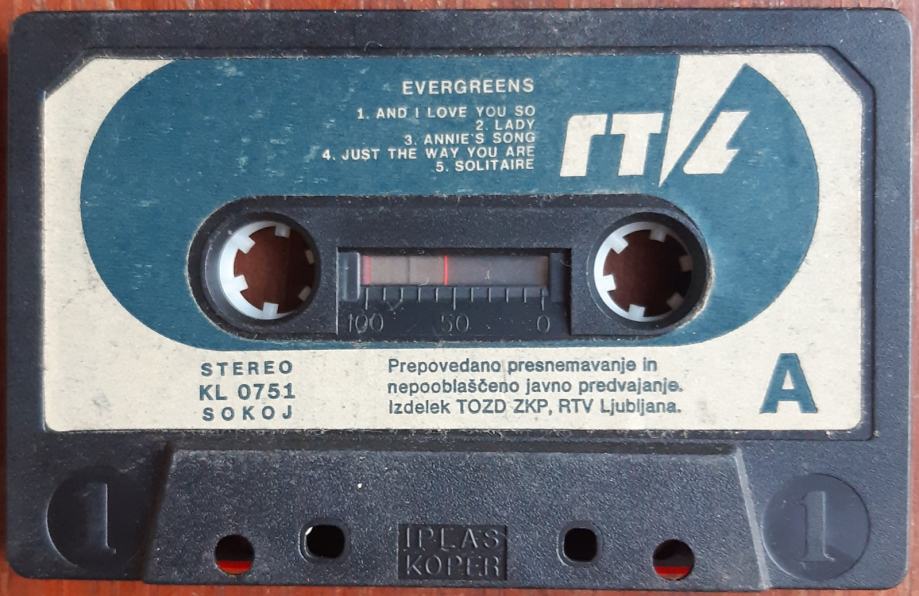 EVERGREENS
1. AND I LOVE YOU SO
2. LADY
3. ANNIE'S SONG
4. JUST THE WAY YOU ARE
5. SOLITAIRE
rTV L
100 50 0
STEREO
KL 0751
SOKOJ
Prepovedano presnemavanje in
nepooblaščeno javno predvajanje.
Izdelek TOZD ZKP, RTV Ljubljana.
A
1
IPLAS
KOPER
1